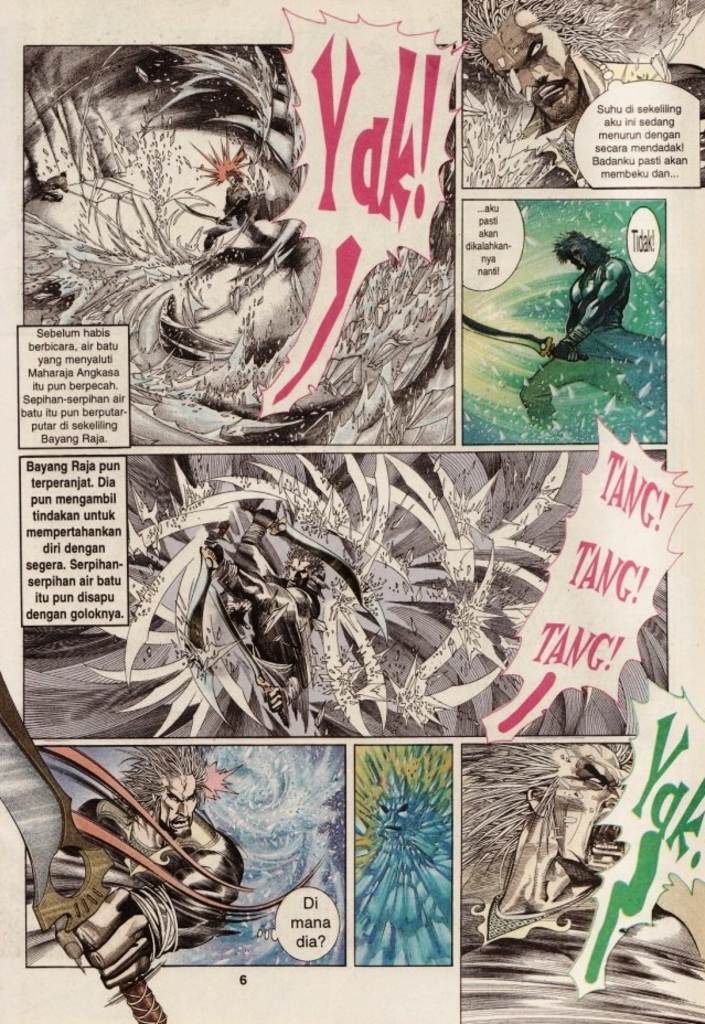 Yak!
Suhu di sekeliling
aku ini sedang
menurun dengan
secara mendadak!
Badanku pasti akan
membeku dan...
...aku
pasti
akan
dikalahkan-
nya
nanti!
Tidak!
Sebelum habis
berbicara, air batu
yang menyaluti
Maharaja Angkasa
itu pun berpecah.
Sepihan-serpihan air
batu itu pun berputar-
putar di sekeliling
Bayang Raja.
Bayang Raja pun
terperanjat. Dia
pun mengambil
tindakan untuk
mempertahankan
diri dengan
segera. Serpihan-
serpihan air batu
itu pun disapu
dengan goloknya.
TANG!
TANG!
TANG!
Di
mana
dia?
Yak!
6